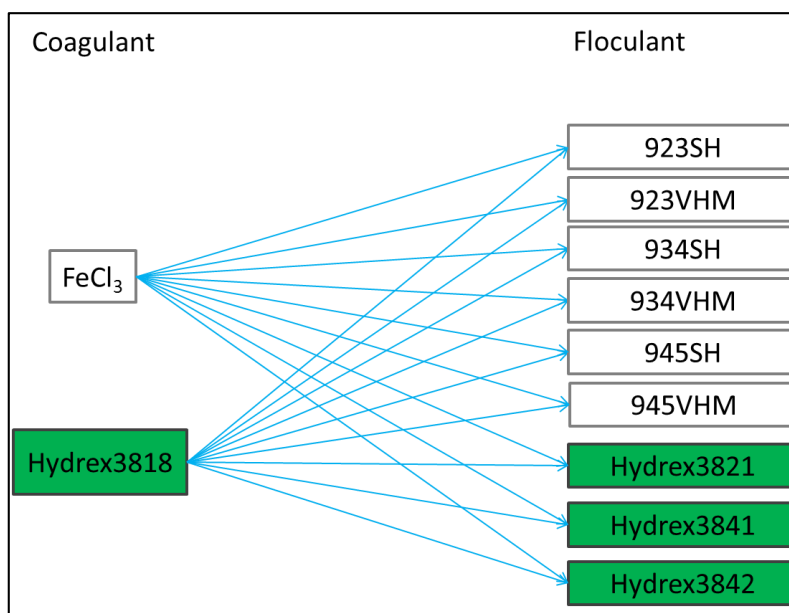 Coagulant
Floculant
923SH
923VHM
934SH
FeCl₃
934VHM
945SH
945VHM
Hydrex3818
Hydrex3821
Hydrex3841
Hydrex3842